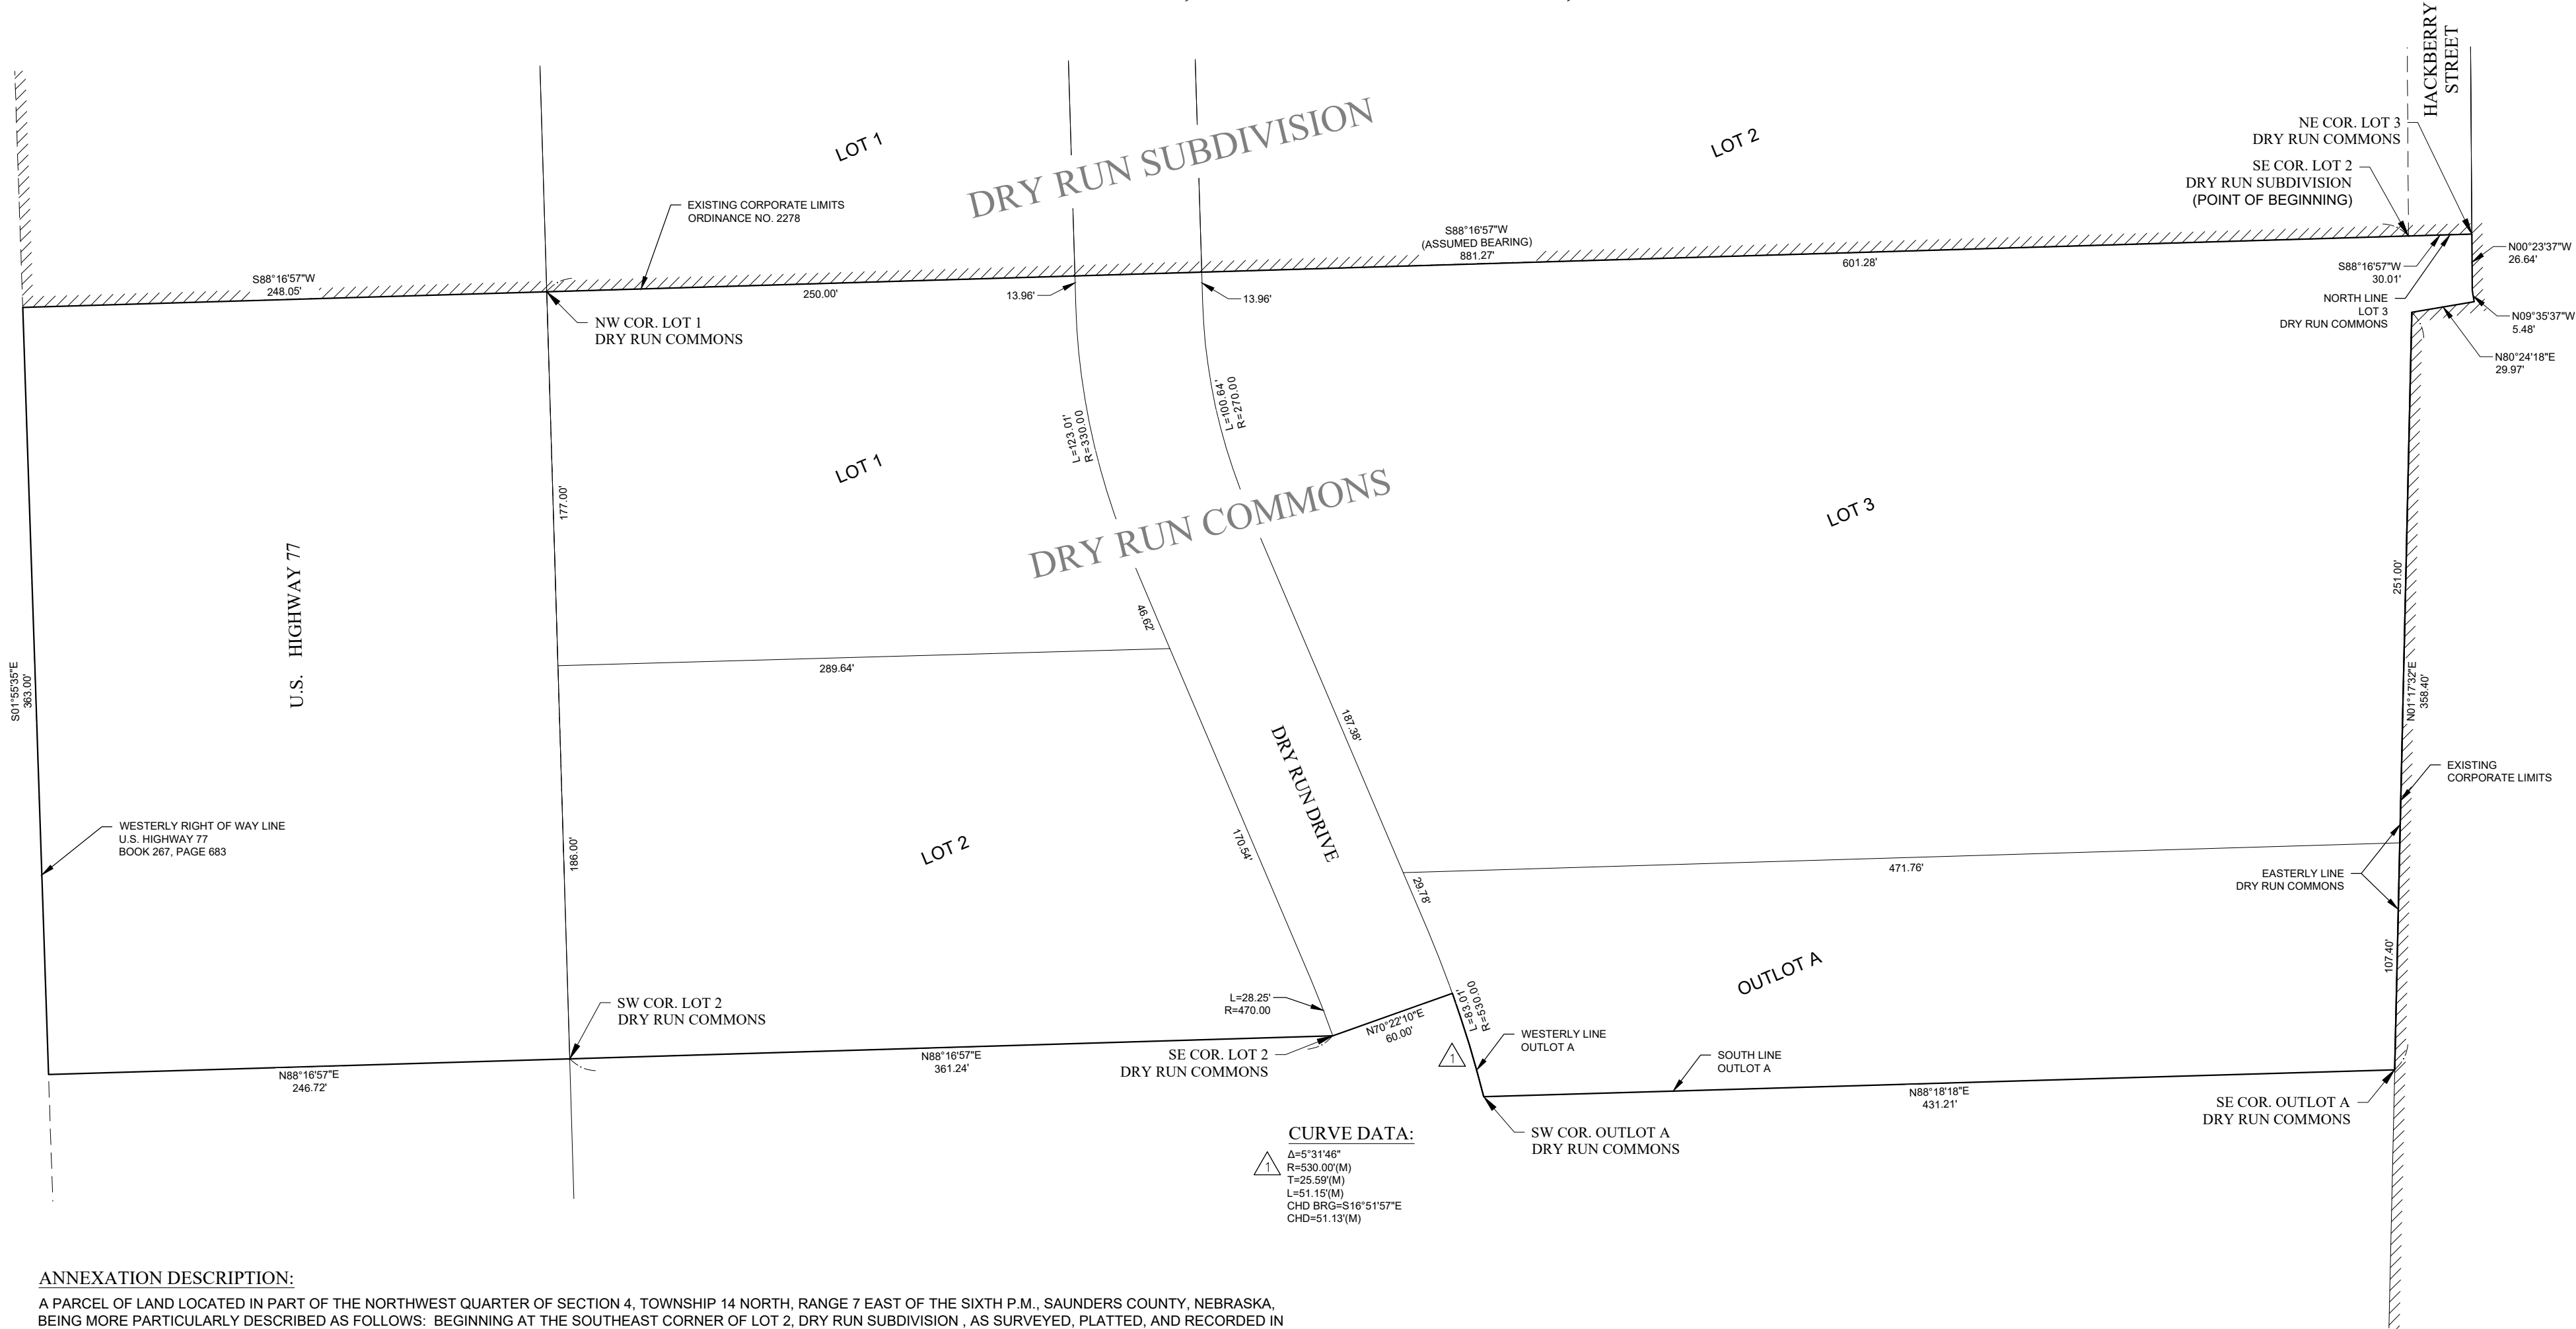 HACKBERRY
STREET
LOT 1
DRY RUN SUBDIVISION
LOT 2
NE COR. LOT 3
DRY RUN COMMONS
SE COR. LOT 2
DRY RUN SUBDIVISION
(POINT OF BEGINNING)
EXISTING CORPORATE LIMITS
ORDINANCE NO. 2278
S88°16'57"W
(ASSUMED BEARING)
881.27'
601.28'
N00°23'37"W
26.64'
S88°16'57"W
30.01'
NORTH LINE
LOT 3
DRY RUN COMMONS
N09°35'37"W
5.48'
N80°24'18"E
29.97'
S88°16'57"W
248.05'
250.00'
13.96'
13.96'
NW COR. LOT 1
DRY RUN COMMONS
L=123.01'
R=330.00
L=100.64'
R=270.00
LOT 1
177.00'
DRY RUN COMMONS
LOT 3
U.S. HIGHWAY 77
251.00'
46.62'
289.64'
S01°55'35"E
363.00'
N01°17'32"E
358.40'
187.38'
DRY RUN DRIVE
EXISTING
CORPORATE LIMITS
WESTERLY RIGHT OF WAY LINE
U.S. HIGHWAY 77
BOOK 267, PAGE 683
186.00'
LOT 2
170.54'
29.78'
471.76'
EASTERLY LINE
DRY RUN COMMONS
107.40'
OUTLOT A
SW COR. LOT 2
DRY RUN COMMONS
L=28.25'
R=470.00
L=83.01'
R=530.00
N70°22'10"E
60.00'
WESTERLY LINE
OUTLOT A
1
SOUTH LINE
OUTLOT A
N88°16'57"E
246.72'
N88°16'57"E
361.24'
SE COR. LOT 2
DRY RUN COMMONS
N88°18'18"E
431.21'
SE COR. OUTLOT A
DRY RUN COMMONS
SW COR. OUTLOT A
DRY RUN COMMONS
CURVE DATA:
1
Δ=5°31'46"
R=530.00'(M)
T=25.59'(M)
L=51.15'(M)
CHD BRG=S16°51'57"E
CHD=51.13'(M)
ANNEXATION DESCRIPTION:
A PARCEL OF LAND LOCATED IN PART OF THE NORTHWEST QUARTER OF SECTION 4, TOWNSHIP 14 NORTH, RANGE 7 EAST OF THE SIXTH P.M., SAUNDERS COUNTY, NEBRASKA,
BEING MORE PARTICULARLY DESCRIBED AS FOLLOWS: BEGINNING AT THE SOUTHEAST CORNER OF LOT 2, DRY RUN SUBDIVISION , AS SURVEYED, PLATTED, AND RECORDED IN